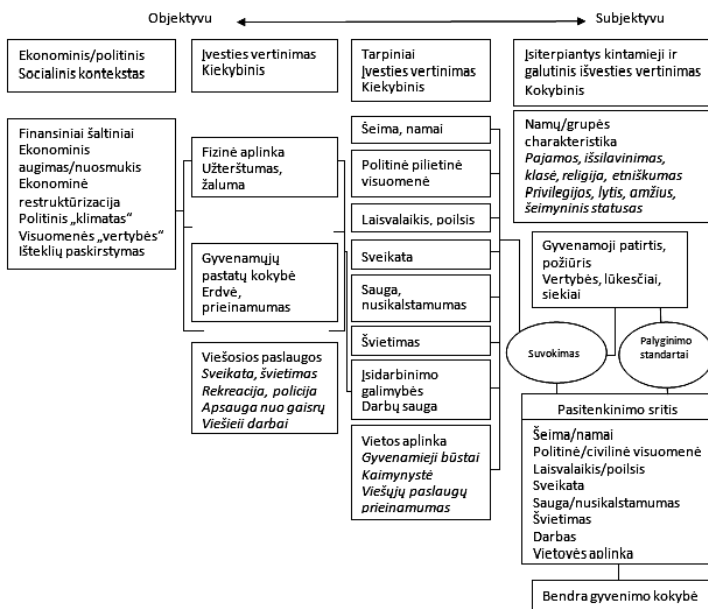 Objektyvu
Subjektyvu
Ekonominis/politinis
Socialinis kontekstas
Įvesties vertinimas
Kiekybinis
Tarpiniai
Įvesties vertinimas
Kiekybinis
Įsiterpiantys kintamieji ir
galutinis išvesties vertinimas
Kokybinis
Finansiniai šaltiniai
Ekonominis
augimas/nuosmukis
Ekonominė
restruktūrizacija
Politinis „klimatas“
Visuomenės „vertybės“
Išteklių paskirstymas
Fizinė aplinka
Užterštumas,
žaluma
Gyvenamųjų
pastatų kokybė
Erdvė,
prieinamumas
Viešosios paslaugos
Sveikata, švietimas
Rekreacija, policija
Apsauga nuo gaisrų
Viešieii darbai
Šeima, namai
Politinė pilietinė
visuomenė
Laisvalaikis, poilsis
Sveikata
Sauga,
nusikalstamumas
Švietimas
Įsidarbinimo
galimybės
Darbų sauga
Vietos aplinka
Gyvenamieji būstai
Kaimynystė
Viešųjų paslaugų
prieinamumas
Namų/grupės
charakteristika
Pajamos, išsilavinimas,
klasė, religija, etniškumas
Privilegijos, lytis, amžius,
šeimyninis statusas
Gyvenamoji patirtis,
požiūris
Vertybės, lūkesčiai,
siekiai
Suvokimas
Palyginimo
standartai
Pasitenkinimo sritis
Šeima/namai
Politinė/civilinė visuomenė
Laisvalaikis/poilsis
Sveikata
Sauga/nusikalstamumas
Švietimas
Darbas
Vietovės aplinka
Bendra gyvenimo kokybė